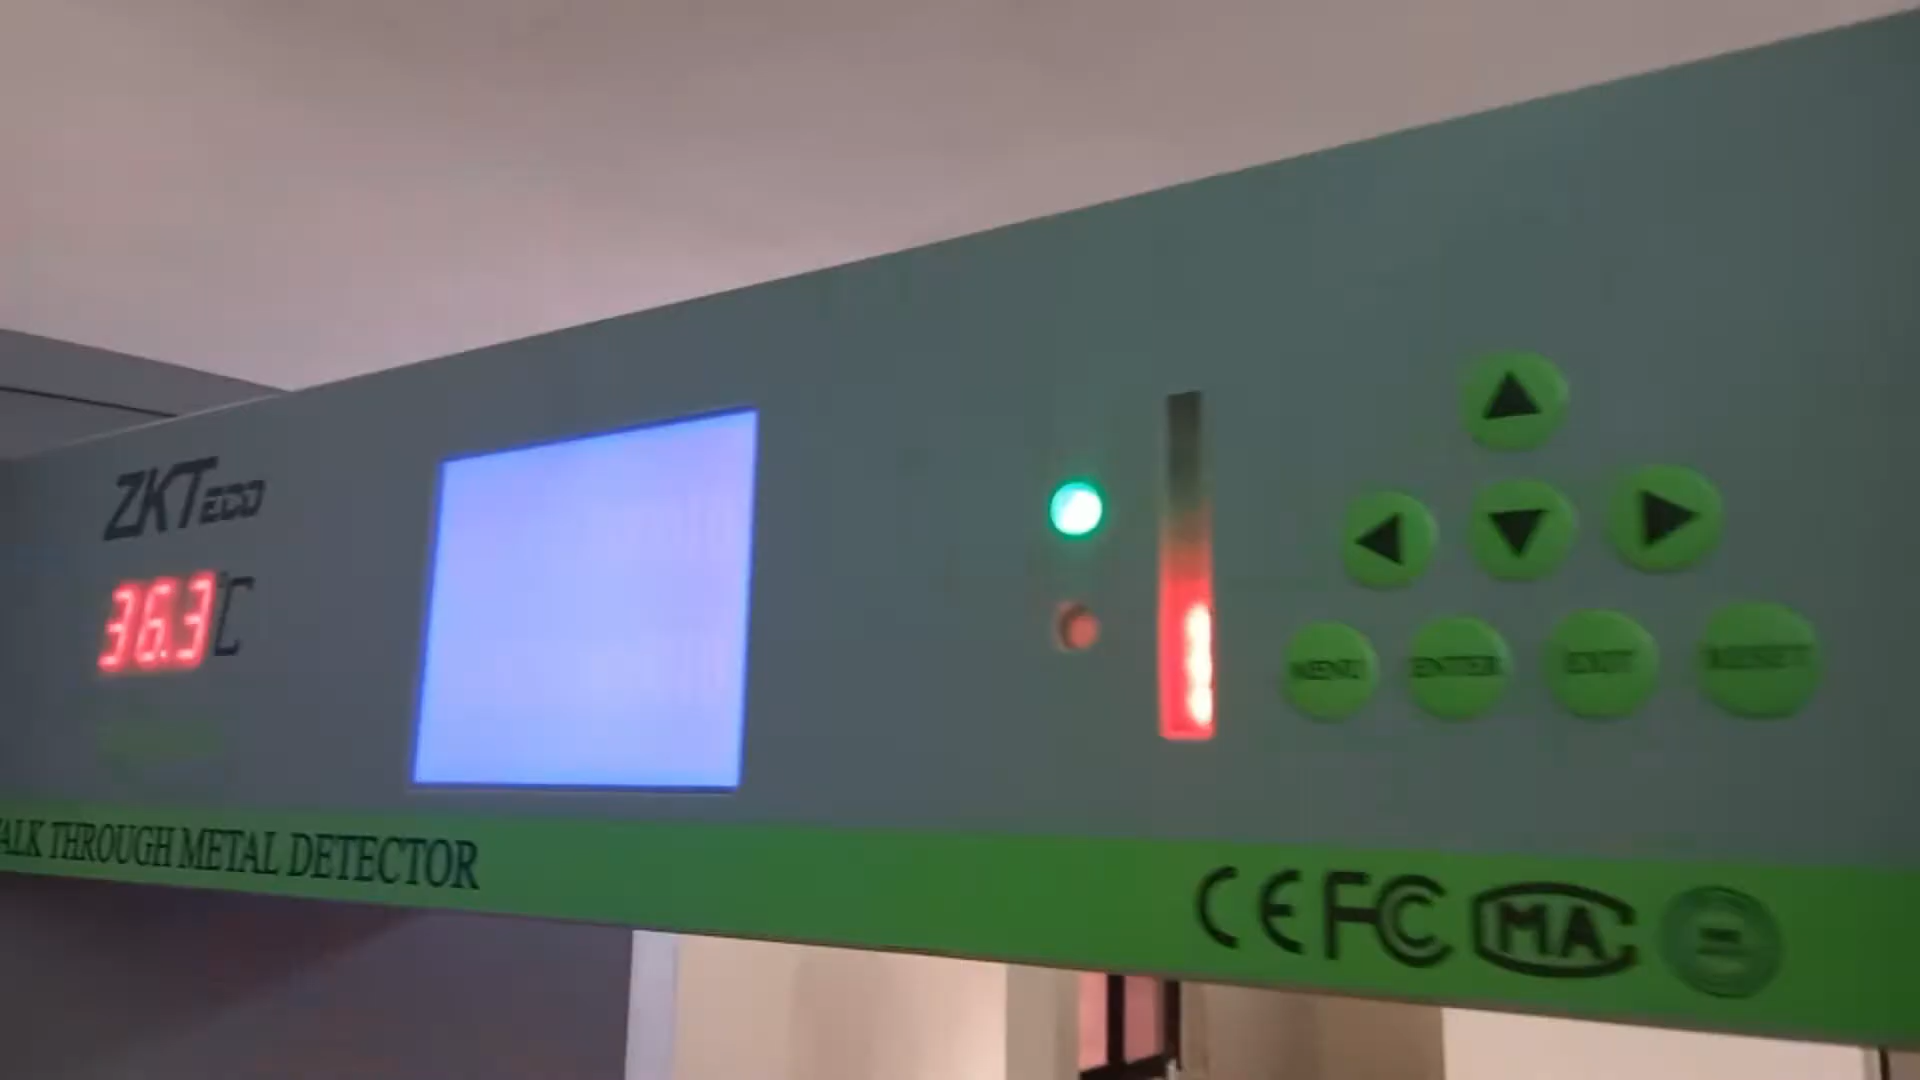 ZKTeco
36.3°C
MENU ENTER EXIT RESET
ALK THROUGH METAL DETECTOR
CE FC MA